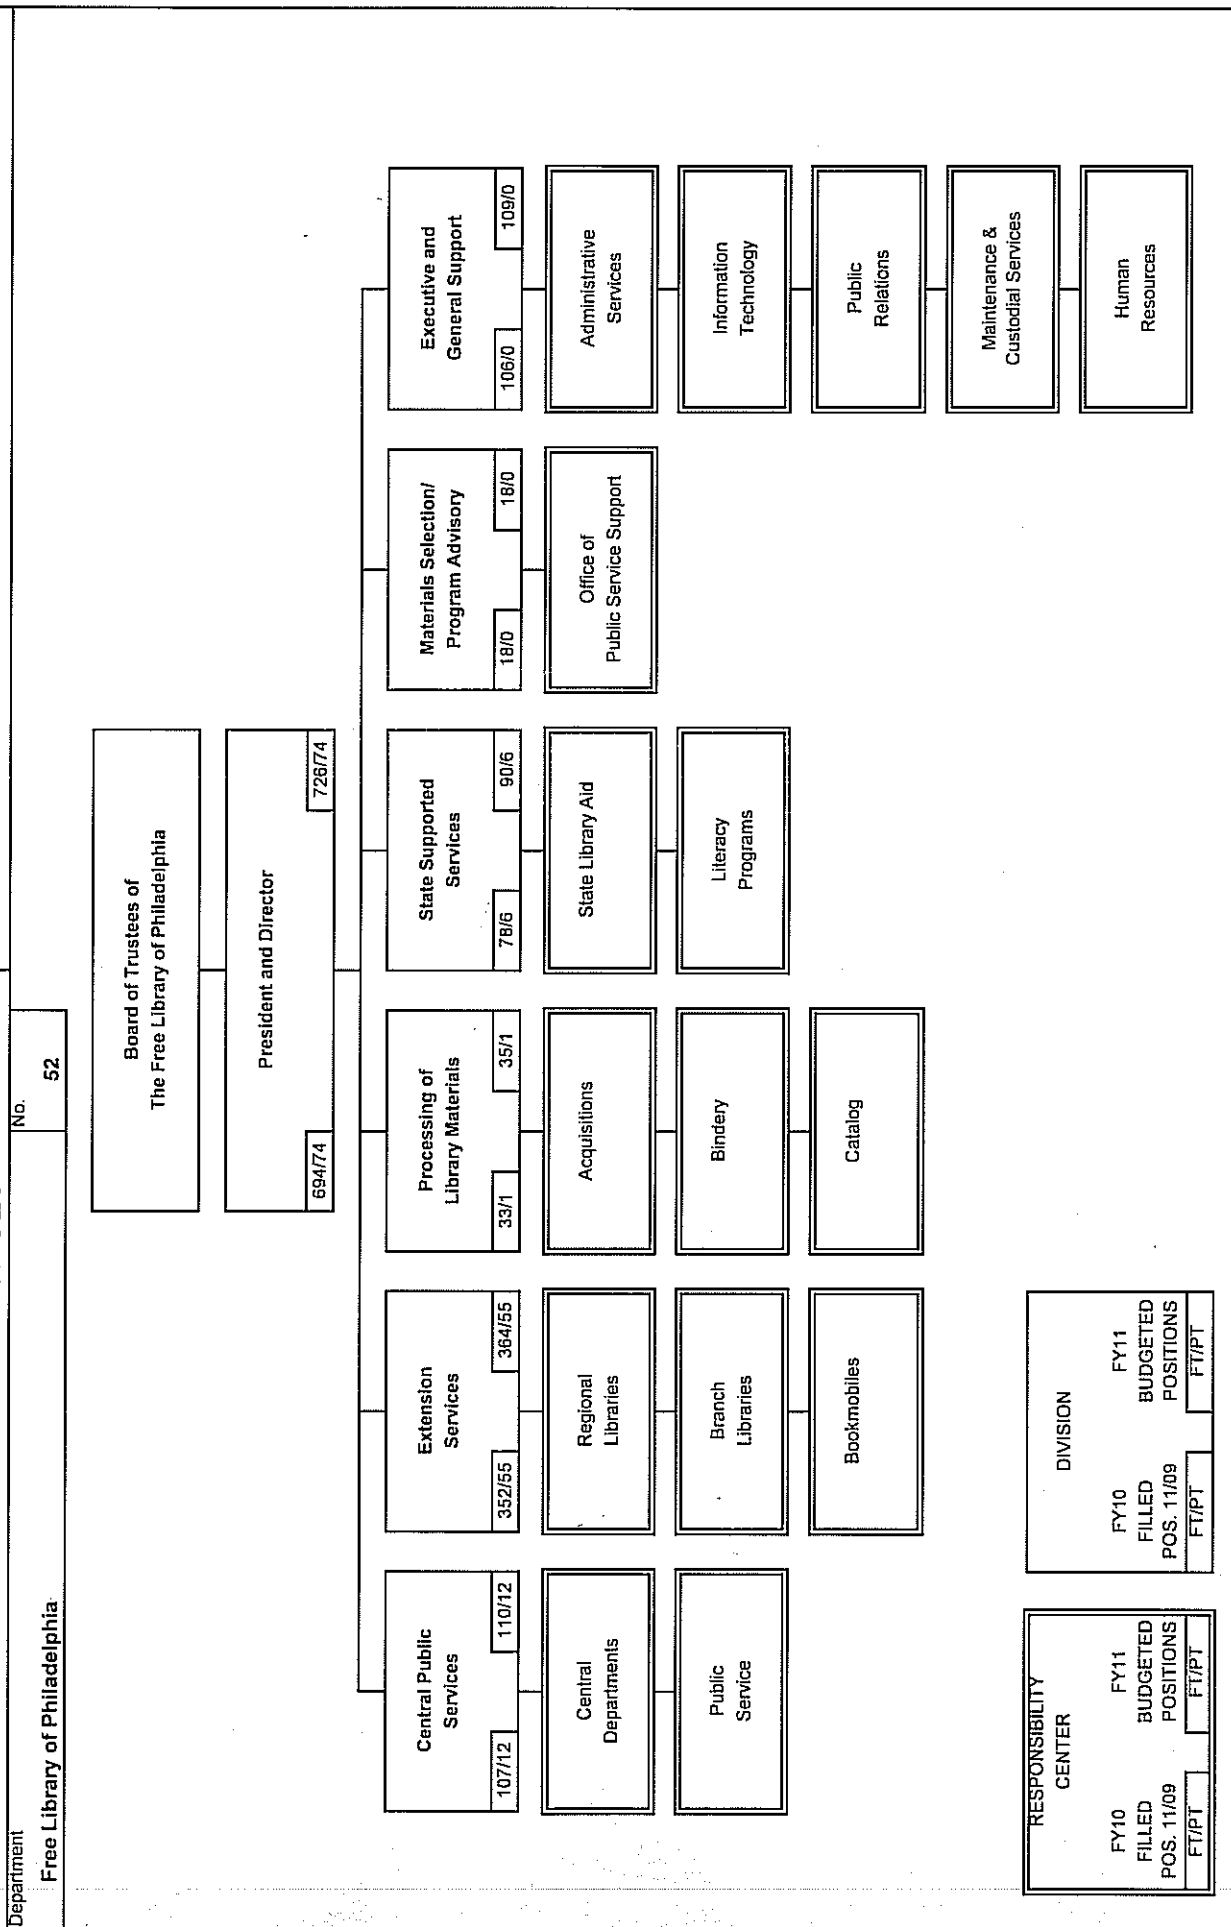 Department
No.
Free Library of Philadelphia
52
Board of Trustees of
The Free Library of Philadelphia
President and Director
694/74
726/74
Central Public
Services
107/12
110/12
Extension
Services
352/55
364/55
Processing of
Library Materials
33/1
35/1
State Supported
Services
78/6
90/6
Materials Selection/
Program Advisory
18/0
18/0
Executive and
General Support
106/0
109/0
Central
Departments
Public
Service
Regional
Libraries
Branch
Libraries
Bookmobiles
Acquisitions
Bindery
Catalog
State Library Aid
Literacy
Programs
Office of
Public Service Support
Administrative
Services
Information
Technology
Public
Relations
Maintenance &
Custodial Services
Human
Resources
RESPONSIBILITY
CENTER
FY10 FY11
FILLED BUDGETED
POS. 11/09 POSITIONS
FT/PT FT/PT
DIVISION
FY10 FY11
FILLED BUDGETED
POS. 11/09 POSITIONS
FT/PT FT/PT